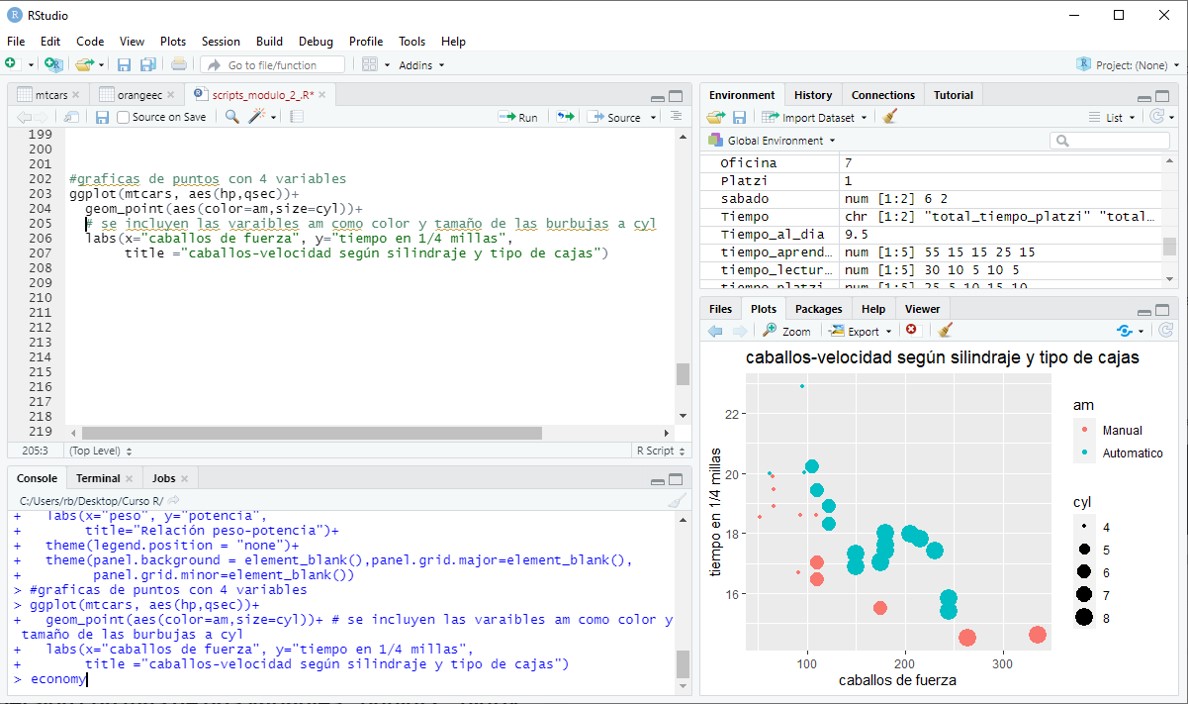 RStudio
File Edit Code View Plots Session Build Debug Profile Tools Help
Go to file/function Addins Project: (None)
mtcars orangeec scripts_modulo_2_.R*
Source on Save Run Source
199
200
201
202 #graficas de puntos con 4 variables
203 ggplot(mtcars, aes(hp,qsec))+
204 geom_point(aes(color=am,size=cyl))+
205 # se incluyen las varaibles am como color y tamaño de las burbujas a cyl
206 labs(x="caballos de fuerza", y="tiempo en 1/4 millas",
207 title ="caballos-velocidad según silindraje y tipo de cajas")
208
209
210
211
212
213
214
215
216
217
218
219
205:3 (Top Level) R Script
Console Terminal Jobs
C:/Users/rb/Desktop/Curso R/
+ labs(x="peso", y="potencia",
+ title="Relación peso-potencia")+
+ theme(legend.position = "none")+
+ theme(panel.background = element_blank(),panel.grid.major=element_blank(),
+ panel.grid.minor=element_blank())
> #graficas de puntos con 4 variables
> ggplot(mtcars, aes(hp,qsec))+
+ geom_point(aes(color=am,size=cyl))+ # se incluyen las varaibles am como color y
tamaño de las burbujas a cyl
+ labs(x="caballos de fuerza", y="tiempo en 1/4 millas",
+ title ="caballos-velocidad según silindraje y tipo de cajas")
> economy
Environment History Connections Tutorial
Import Dataset List
Global Environment
Oficina 7
Platzi 1
sabado num [1:2] 6 2
Tiempo chr [1:2] "total_tiempo_platzi" "total...
Tiempo_al_dia 9.5
tiempo_aprend... num [1:5] 55 15 15 25 15
tiempo_lectur... num [1:5] 30 10 5 10 5
tiempo_platzi num [1:5] 25 5 10 15 10
Files Plots Packages Help Viewer
Zoom Export
caballos-velocidad según silindraje y tipo de cajas
tiempo en 1/4 millas
22
20
18
16
100 200 300
caballos de fuerza
am
Manual
Automatico
cyl
4
5
6
7
8